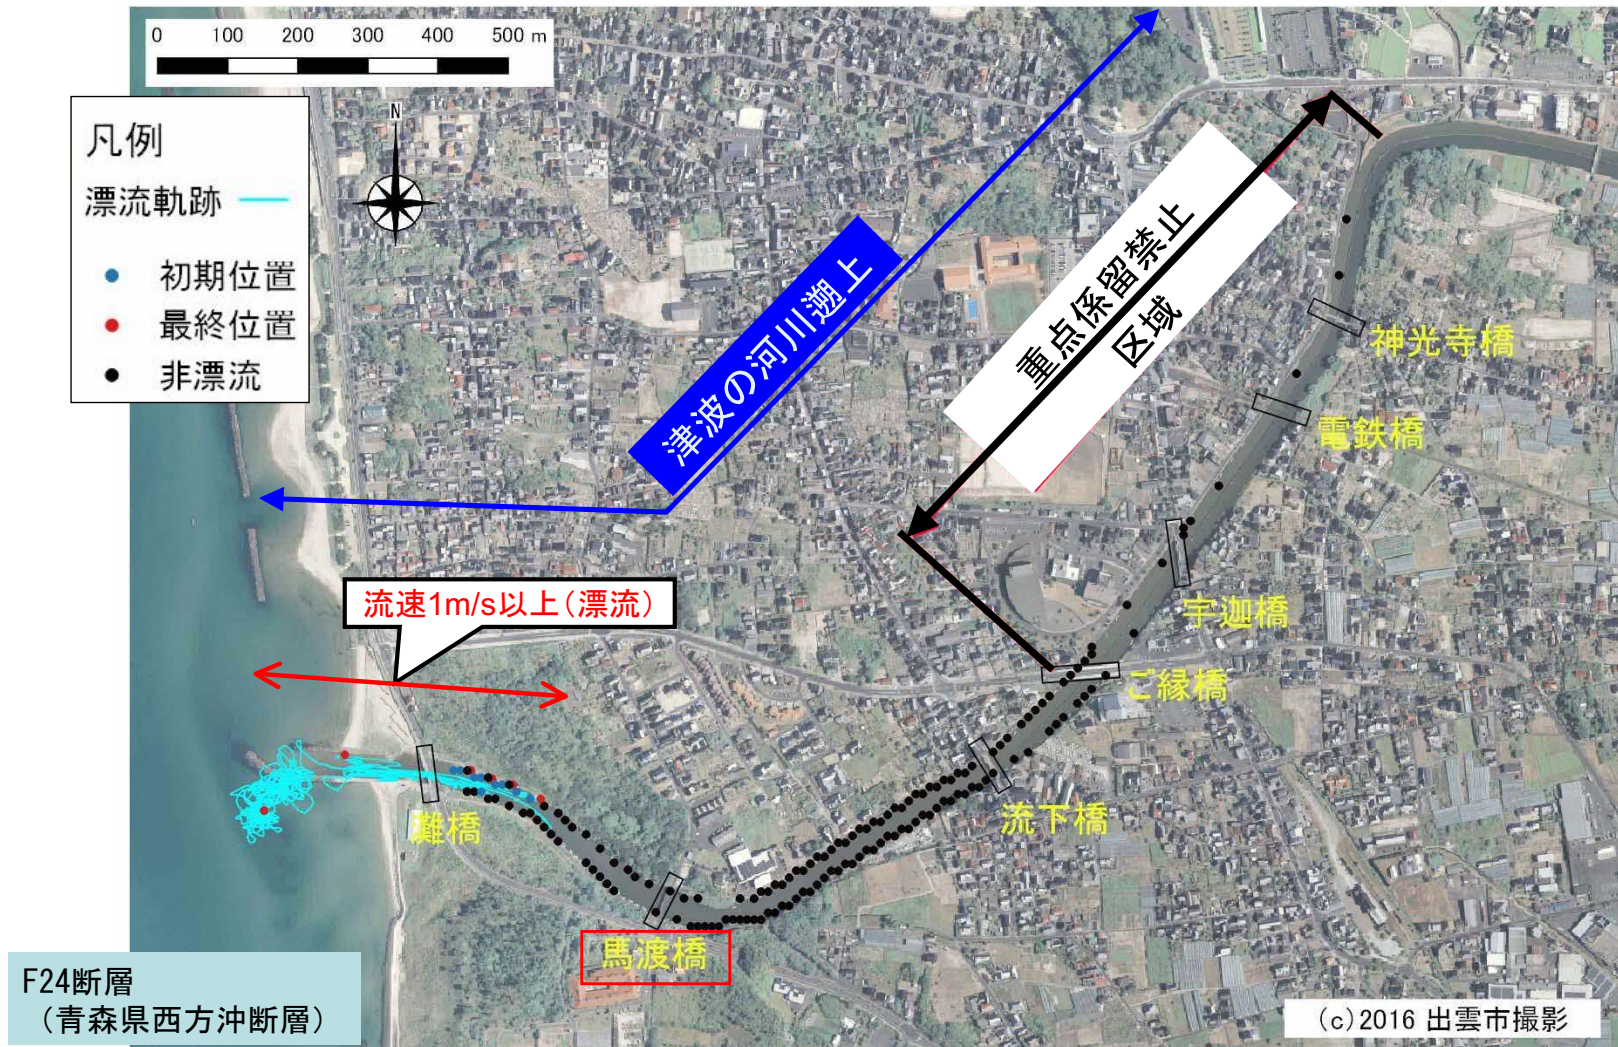 0 100 200 300 400 500 m
凡例
漂流軌跡
初期位置
最終位置
非漂流
N
津波の河川遡上
重点係留禁止
区域
流速1m/s以上(漂流)
神光寺橋
電鉄橋
宇迦橋
ご縁橋
流下橋
灘橋
馬渡橋
F24断層
(青森県西方沖断層)
(c)2016 出雲市撮影